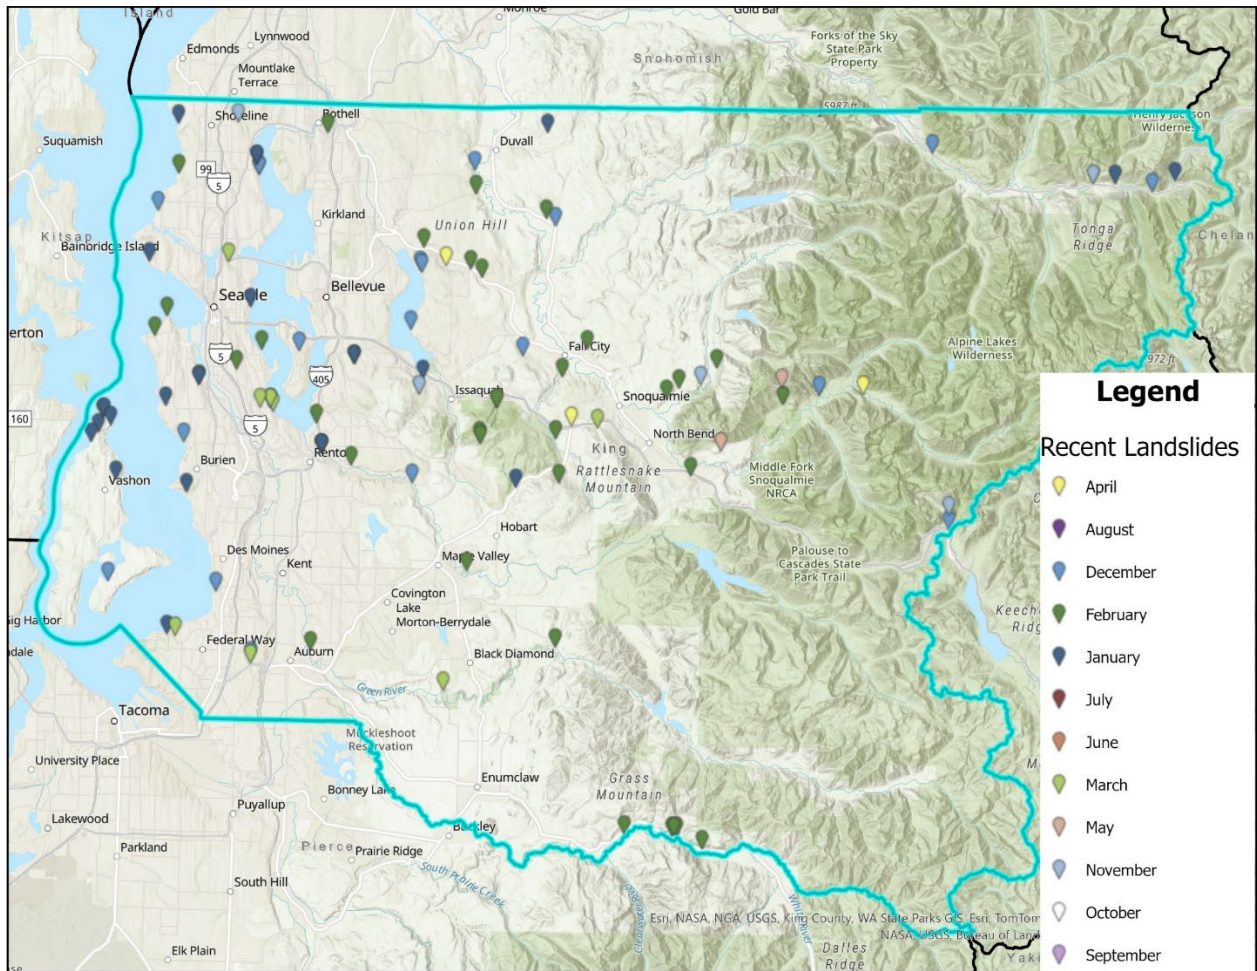 Island
Monroe
Gold Bar
Lynnwood
Edmonds
Mountlake
Terrace
Forks of the Sky
State Park
Property
Snohomish
5987 ft
Shoreline
Bothell
Henry Jackson
Wilderness
Suquamish
Duvall
99
5
Kirkland
Union Hill
Tonga
Ridge
Chelan
Kitsap
Bainbridge Island
Seattle
Bellevue
erton
Fall City
Alpine Lakes
Wilderness
972 ft
5
405
Issaquah
Snoqualmie
160
5
King
North Bend
Renton
Burien
Rattlesnake
Mountain
Middle Fork
Snoqualmie
NRCA
Vashon
Hobart
Des Moines
Kent
Maple Valley
Palouse to
Cascades State
Park Trail
Covington
Lake
Morton-Berrydale
Keech
Ridg
ig Harbor
Federal Way
Auburn
Black Diamond
ndale
Green River
Tacoma
Muckleshoot
Reservation
University Place
Enumclaw
Grass
Mountain
Bonney Lake
Puyallup
Lakewood
Buckley
Parkland
Pierce
Prairie Ridge
South Prairie Creek
South Hill
Clearwater River
White River
Elk Plain
Dalles
Ridge
Yaki
Esri, NASA, NGA, USGS, King County, WA State Parks GIS, Esri, TomTom
NASA, USGS, Bureau of Land
Legend
Recent Landslides
April
August
December
February
January
July
June
March
May
November
October
September